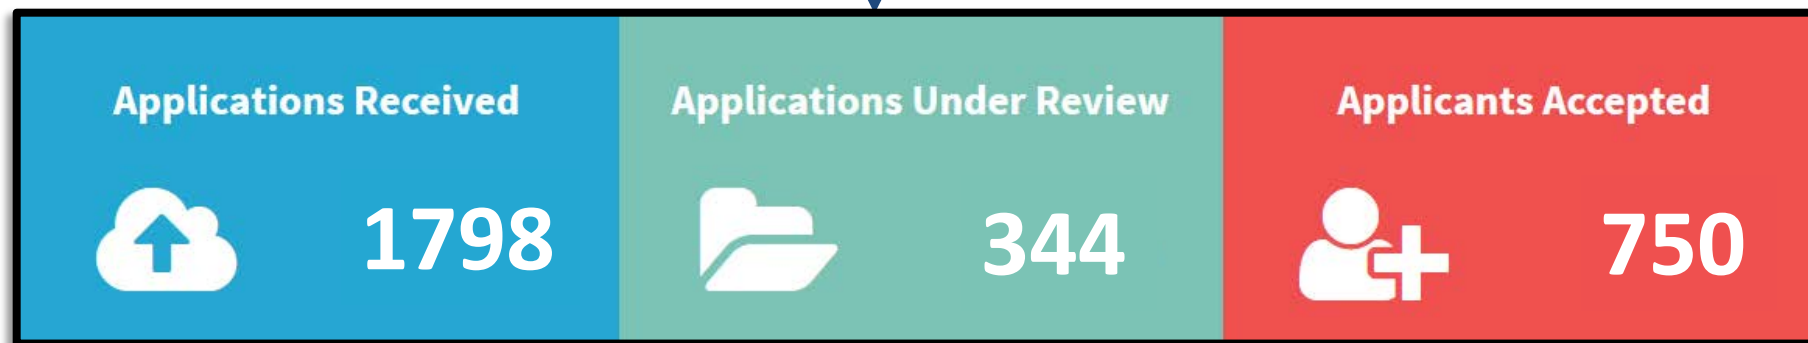 Applications Received
1798
Applications Under Review
344
Applicants Accepted
750